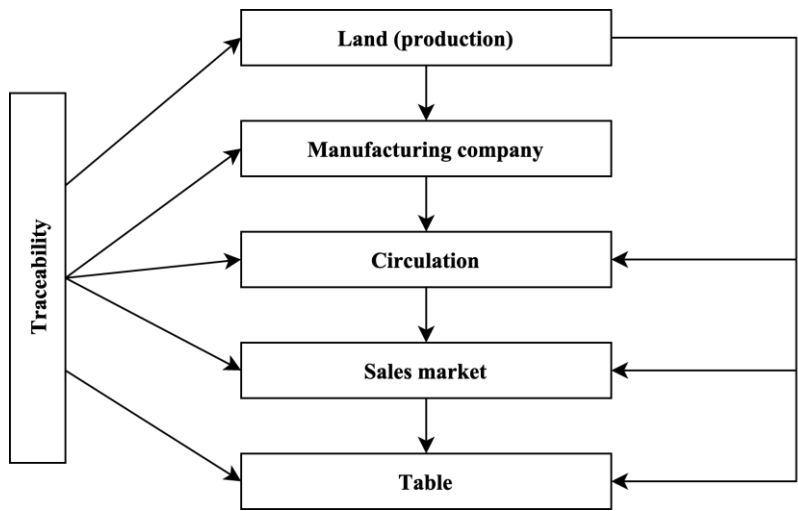 Traceability
Land (production)
Manufacturing company
Circulation
Sales market
Table